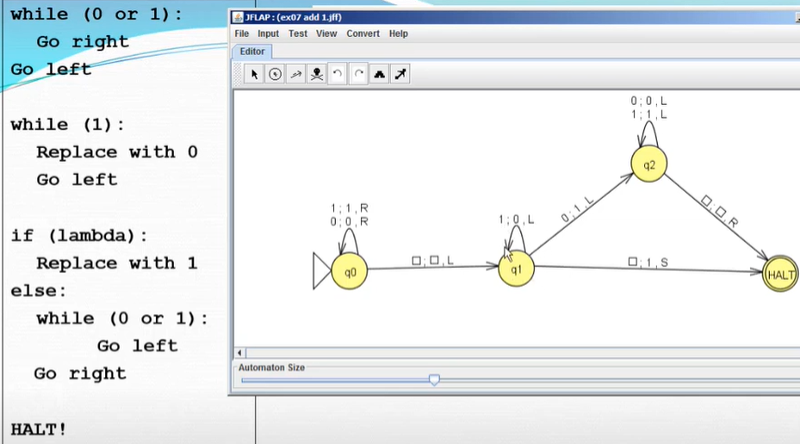 while (0 or 1):
Go right
Go left
while (1):
Replace with 0
Go left
if (lambda):
Replace with 1
else:
while (0 or 1):
Go left
Go right
HALT!
JFLAP : (ex07 add 1.jff)
File Input Test View Convert Help
Editor
0 ; 0 , L
1 ; 1 , L
q2
0 ; 1 , L
□ ; □ , R
1 ; 1 , R
0 ; 0 , R
q0
□ ; □ , L
1 ; 0 , L
q1
□ ; 1 , S
HALT
Automaton Size